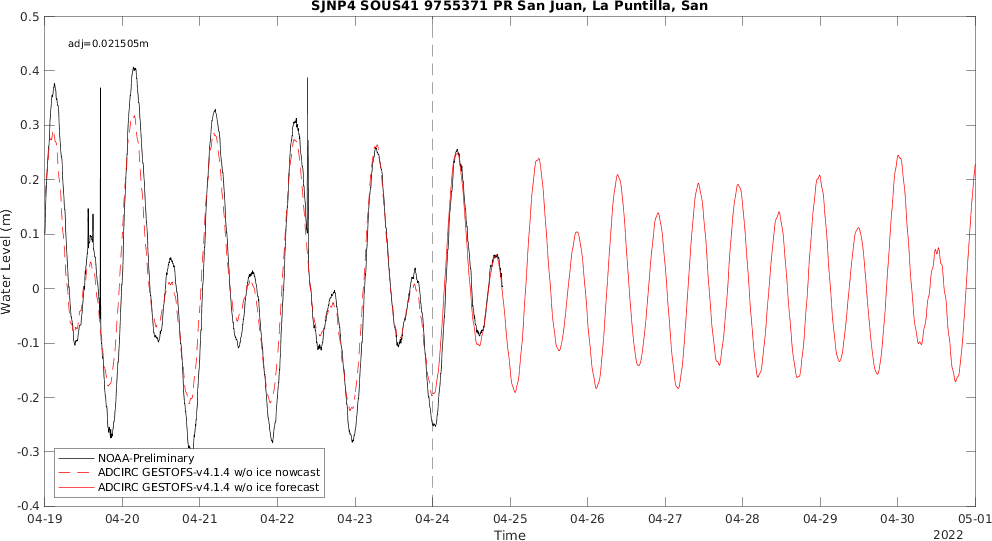 SJNP4 SOUS41 9755371 PR San Juan, La Puntilla, San
adj=0.021505m
Water Level (m)
0.5
0.4
0.3
0.2
0.1
0
-0.1
-0.2
-0.3
-0.4
NOAA-Preliminary
ADCIRC GESTOFS-v4.1.4 w/o ice nowcast
ADCIRC GESTOFS-v4.1.4 w/o ice forecast
04-19 04-20 04-21 04-22 04-23 04-24 04-25 04-26 04-27 04-28 04-29 04-30 05-01
Time
2022